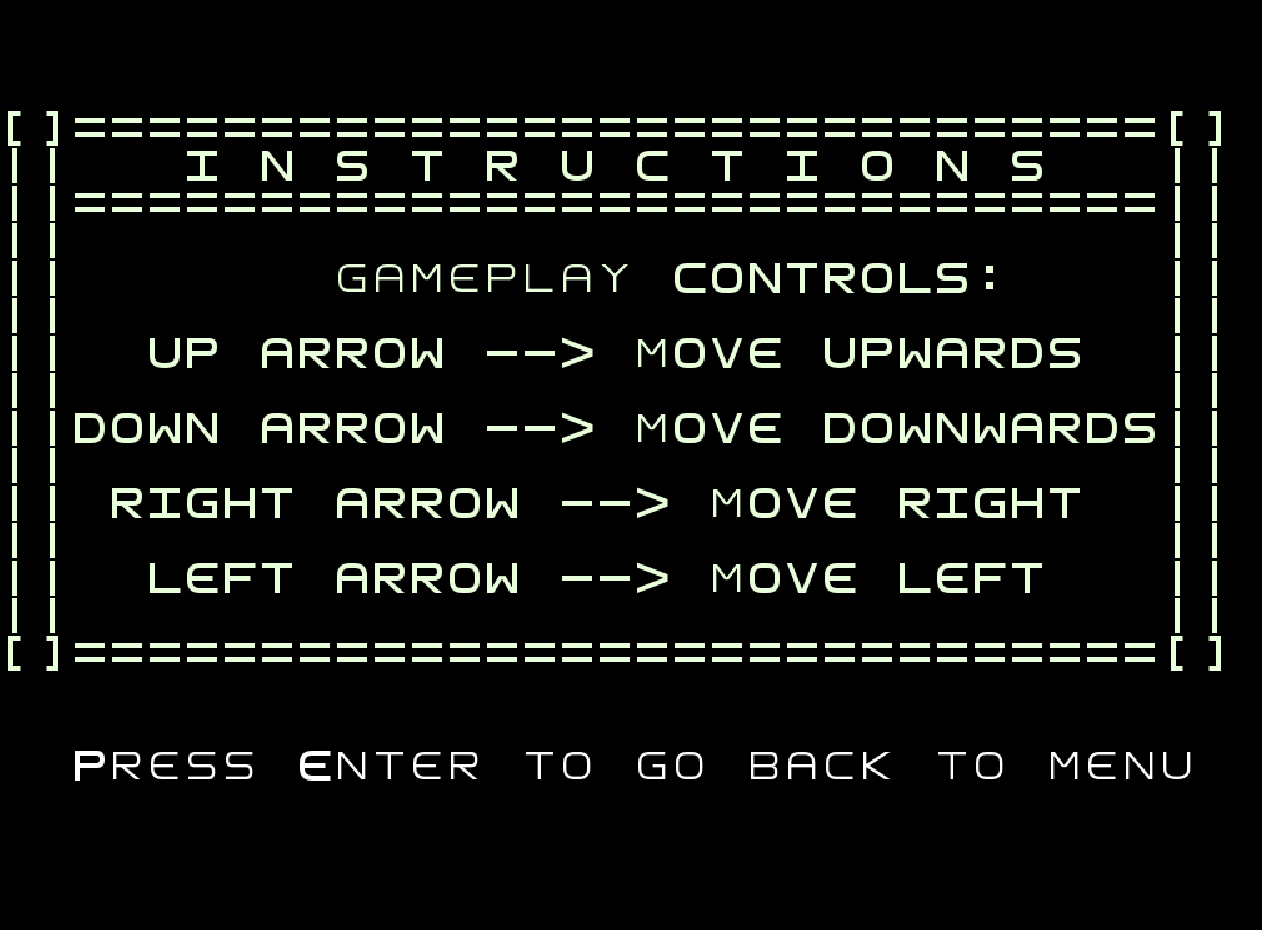 [ ]=============================[ ]
| |   I N S T R U C T I O N S   | |
| |=============================| |
| |                             | |
| |       GAMEPLAY CONTROLS:    | |
| |                             | |
| |  UP ARROW --> MOVE UPWARDS  | |
| |                             | |
| |DOWN ARROW --> MOVE DOWNWARDS| |
| |                             | |
| | RIGHT ARROW --> MOVE RIGHT  | |
| |                             | |
| |  LEFT ARROW --> MOVE LEFT   | |
| |                             | |
[ ]=============================[ ]
PRESS ENTER TO GO BACK TO MENU